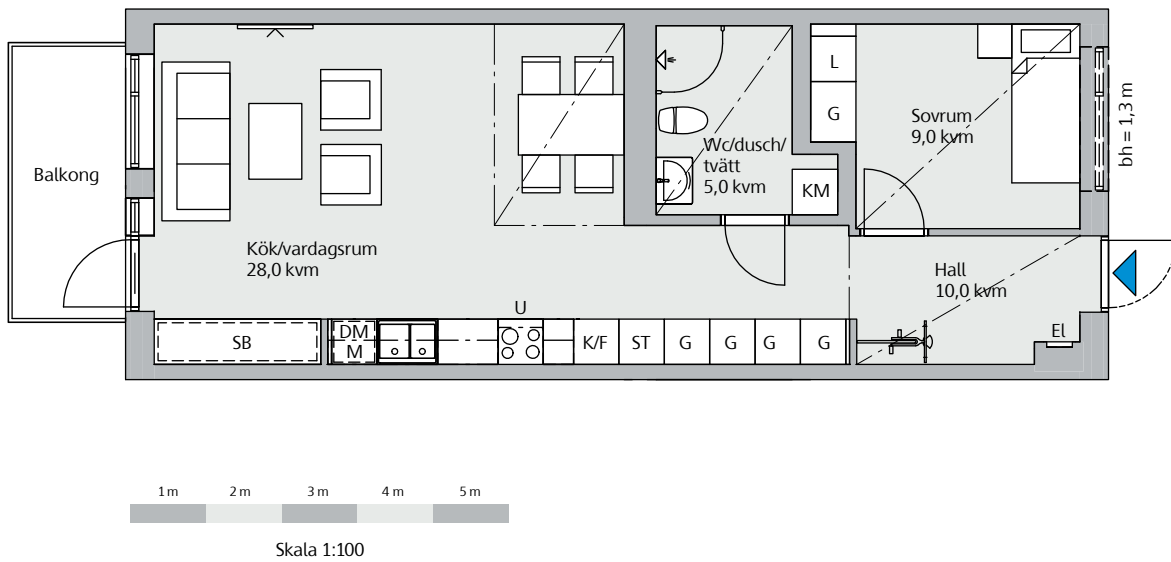 Balkong
Kök/vardagsrum
28,0 kvm
Wc/dusch/
tvätt
5,0 kvm
KM
L
G
Sovrum
9,0 kvm
bh = 1,3 m
Hall
10,0 kvm
El
SB
DM
M
U
K/F
ST
G
G
G
G
1 m
2 m
3 m
4 m
5 m
Skala 1:100